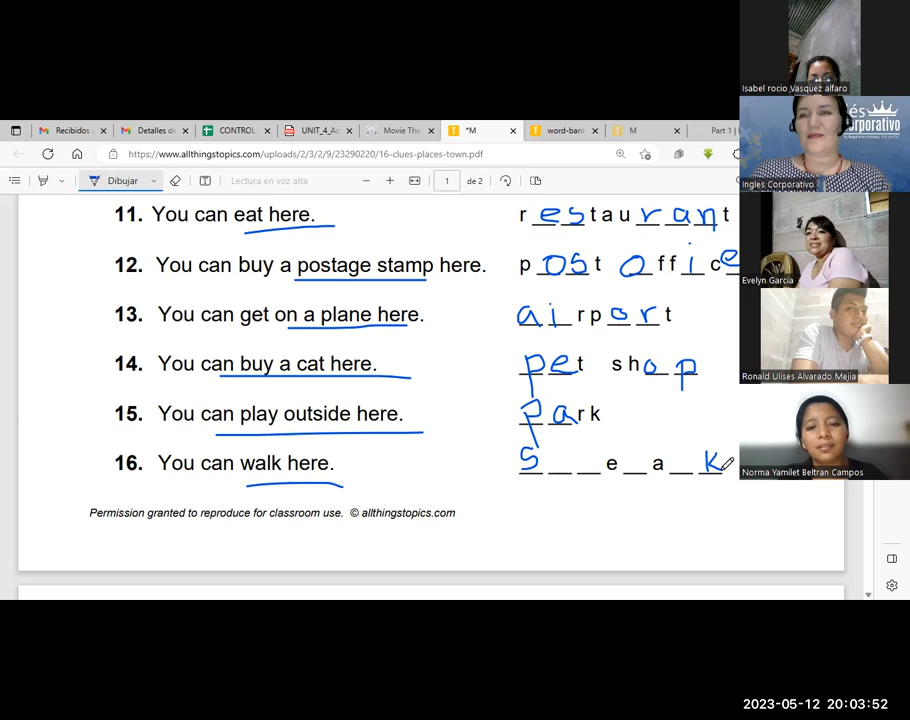 Isabel rocio Vasquez alfaro
és
corporativo
Ingles Corporativo
Evelyn García
Ronald Ulises Alvarado Mejia
Norma Yamilet Beltran Campos
Recibidos
Detalles de
CONTROL
UNIT_4_Ac
Movie The
*M
word-ban
M
Part 1 |
https://www.allthingstopics.com/uploads/2/3/2/9/23290220/16-clues-places-town.pdf
Dibujar
Lectura en voz alta
1
de 2
11. You can eat here. restaurant
12. You can buy a postage stamp here. post office
13. You can get on a plane here. airport
14. You can buy a cat here. pet shop
15. You can play outside here. park
16. You can walk here. s _ _ e _ a _ k
Permission granted to reproduce for classroom use. © allthingstopics.com
2023-05-12 20:03:52